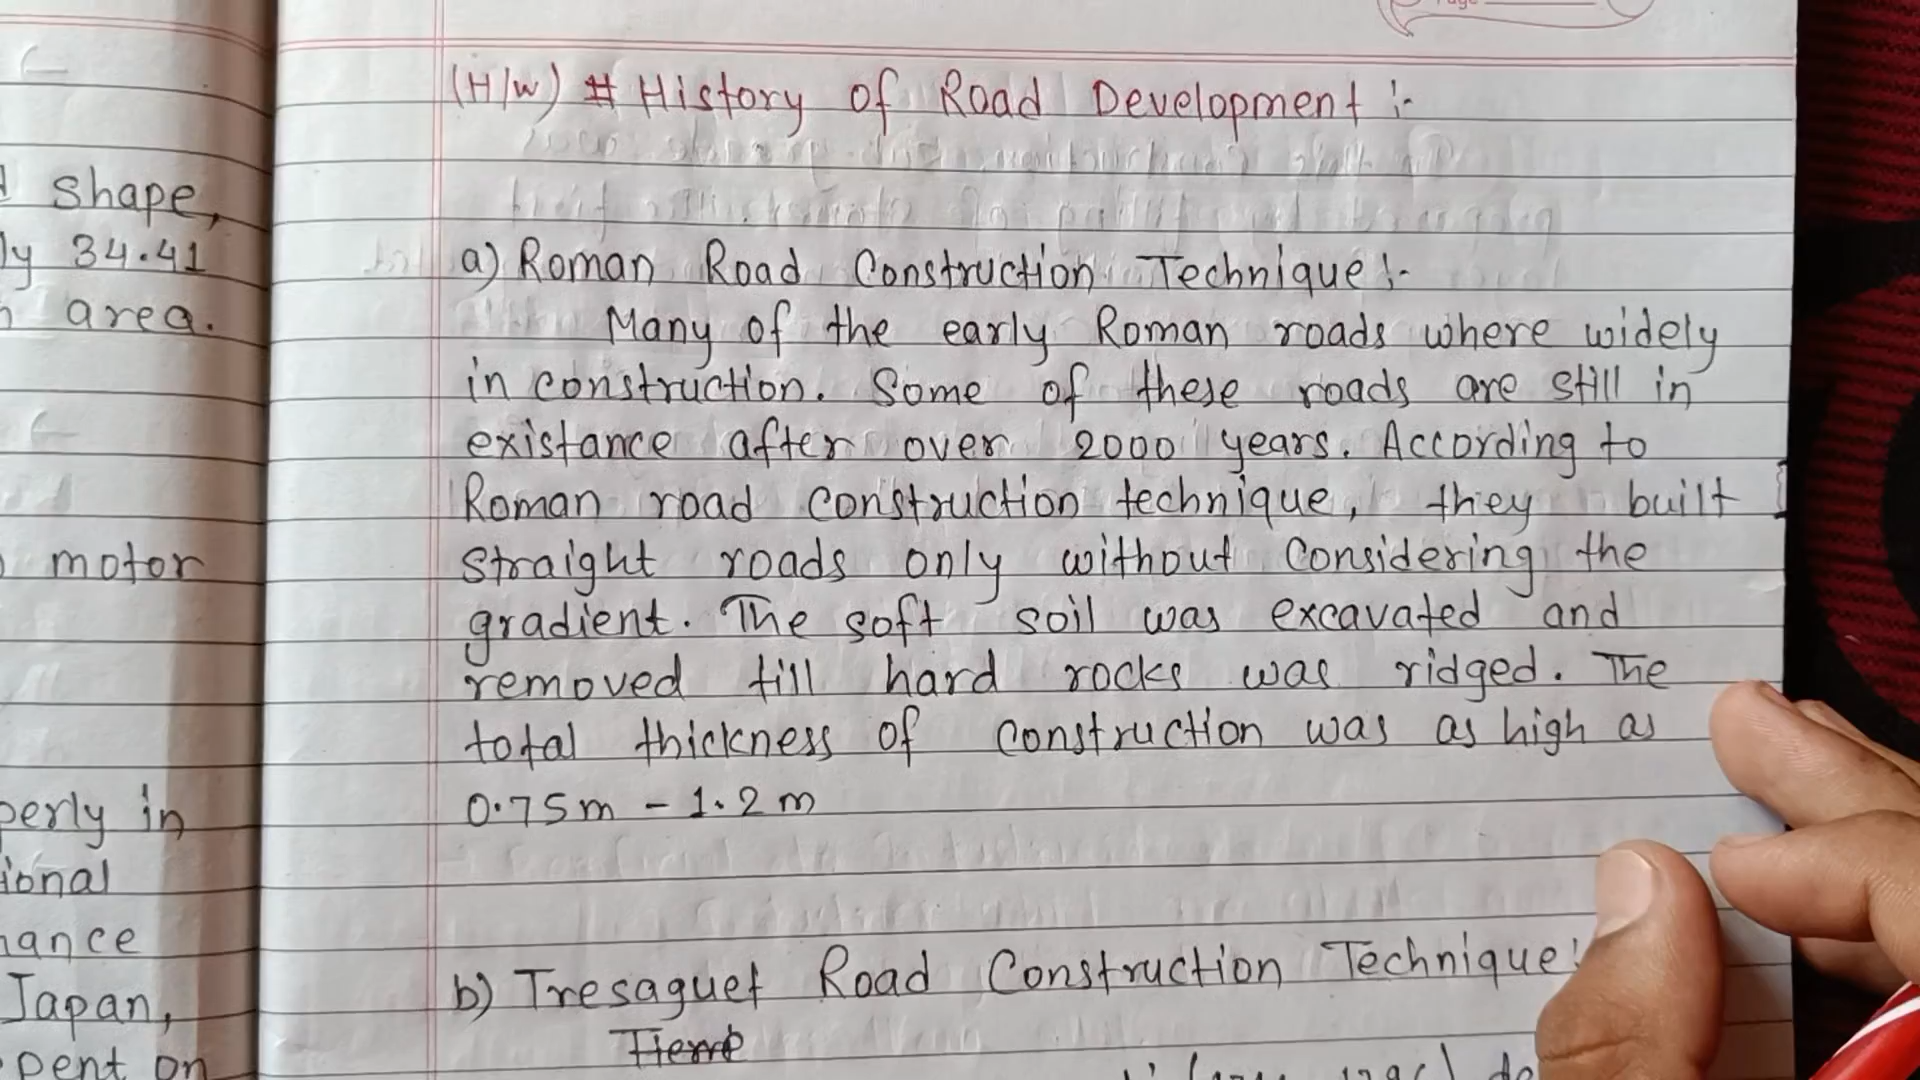 shape,
34.41
area.
motor
in
Japan,
on
(H/W) # History of Road Development :-
a) Roman Road Construction Technique :-
Many of the early Roman roads where widely
in construction. Some of these roads are still in
existance after over 2000 years. According to
Roman road construction technique, they built
straight roads only without considering the
gradient. The soft soil was excavated and
removed till hard rocks was ridged. The
total thickness of construction was as high as
0.75m - 1.2m
b) Tresaguet Road Construction Technique: